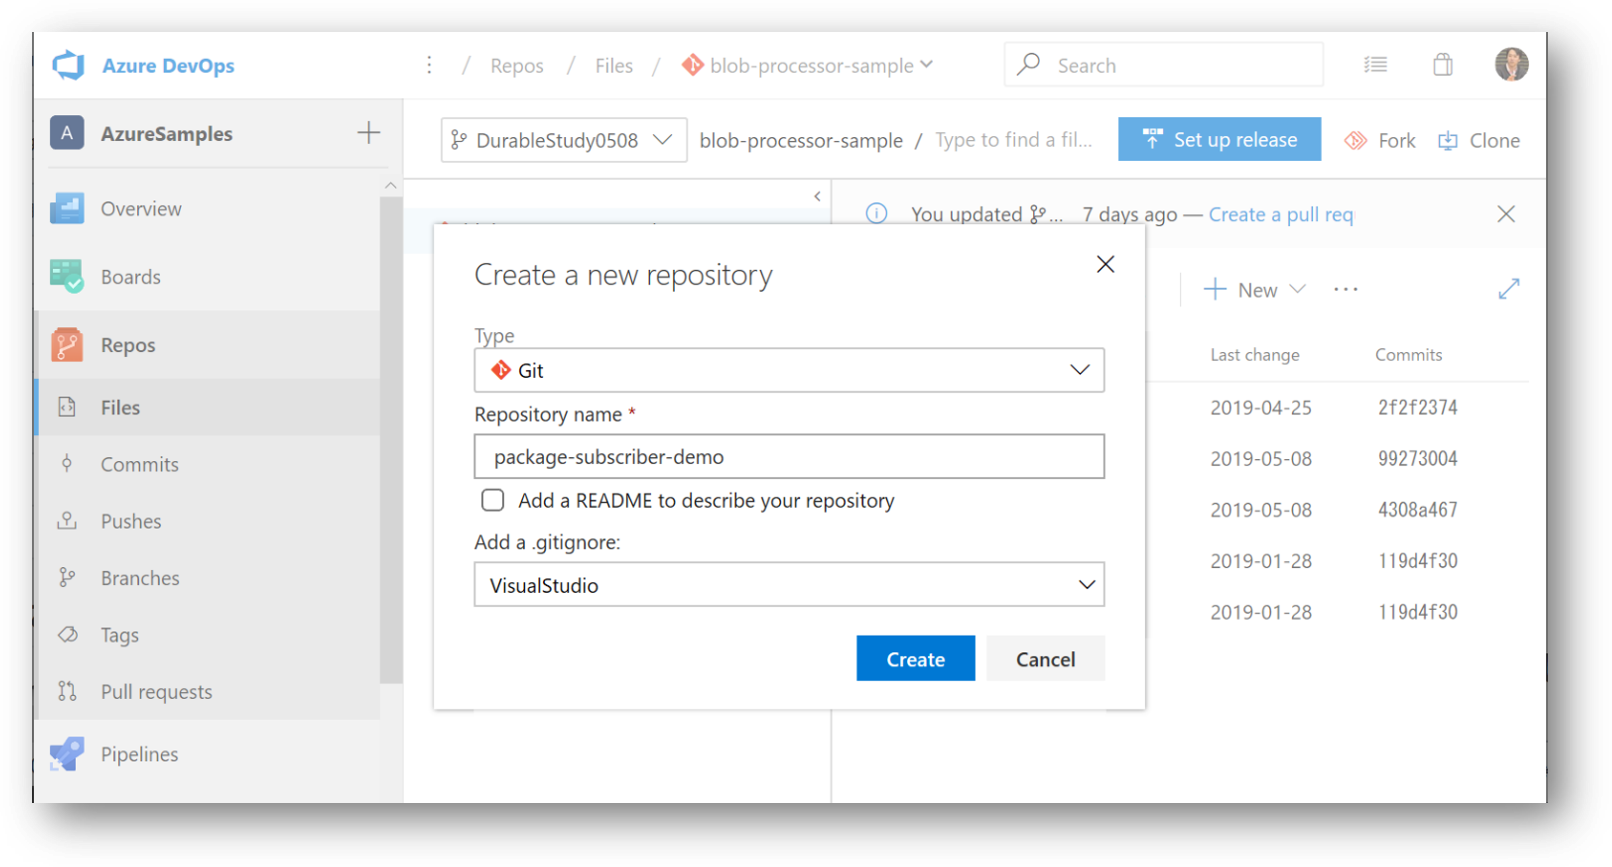 Azure DevOps
/ Repos / Files / blob-processor-sample
Search
A AzureSamples
DurableStudy0508
blob-processor-sample / Type to find a fil...
Set up release
Fork
Clone
Overview
Boards
Repos
Files
Commits
Pushes
Branches
Tags
Pull requests
Pipelines
You updated ... 7 days ago — Create a pull req
New
Last change Commits
2019-04-25 2f2f2374
2019-05-08 99273004
2019-05-08 4308a467
2019-01-28 119d4f30
2019-01-28 119d4f30
Create a new repository
Type
Git
Repository name *
package-subscriber-demo
Add a README to describe your repository
Add a .gitignore:
VisualStudio
Create
Cancel